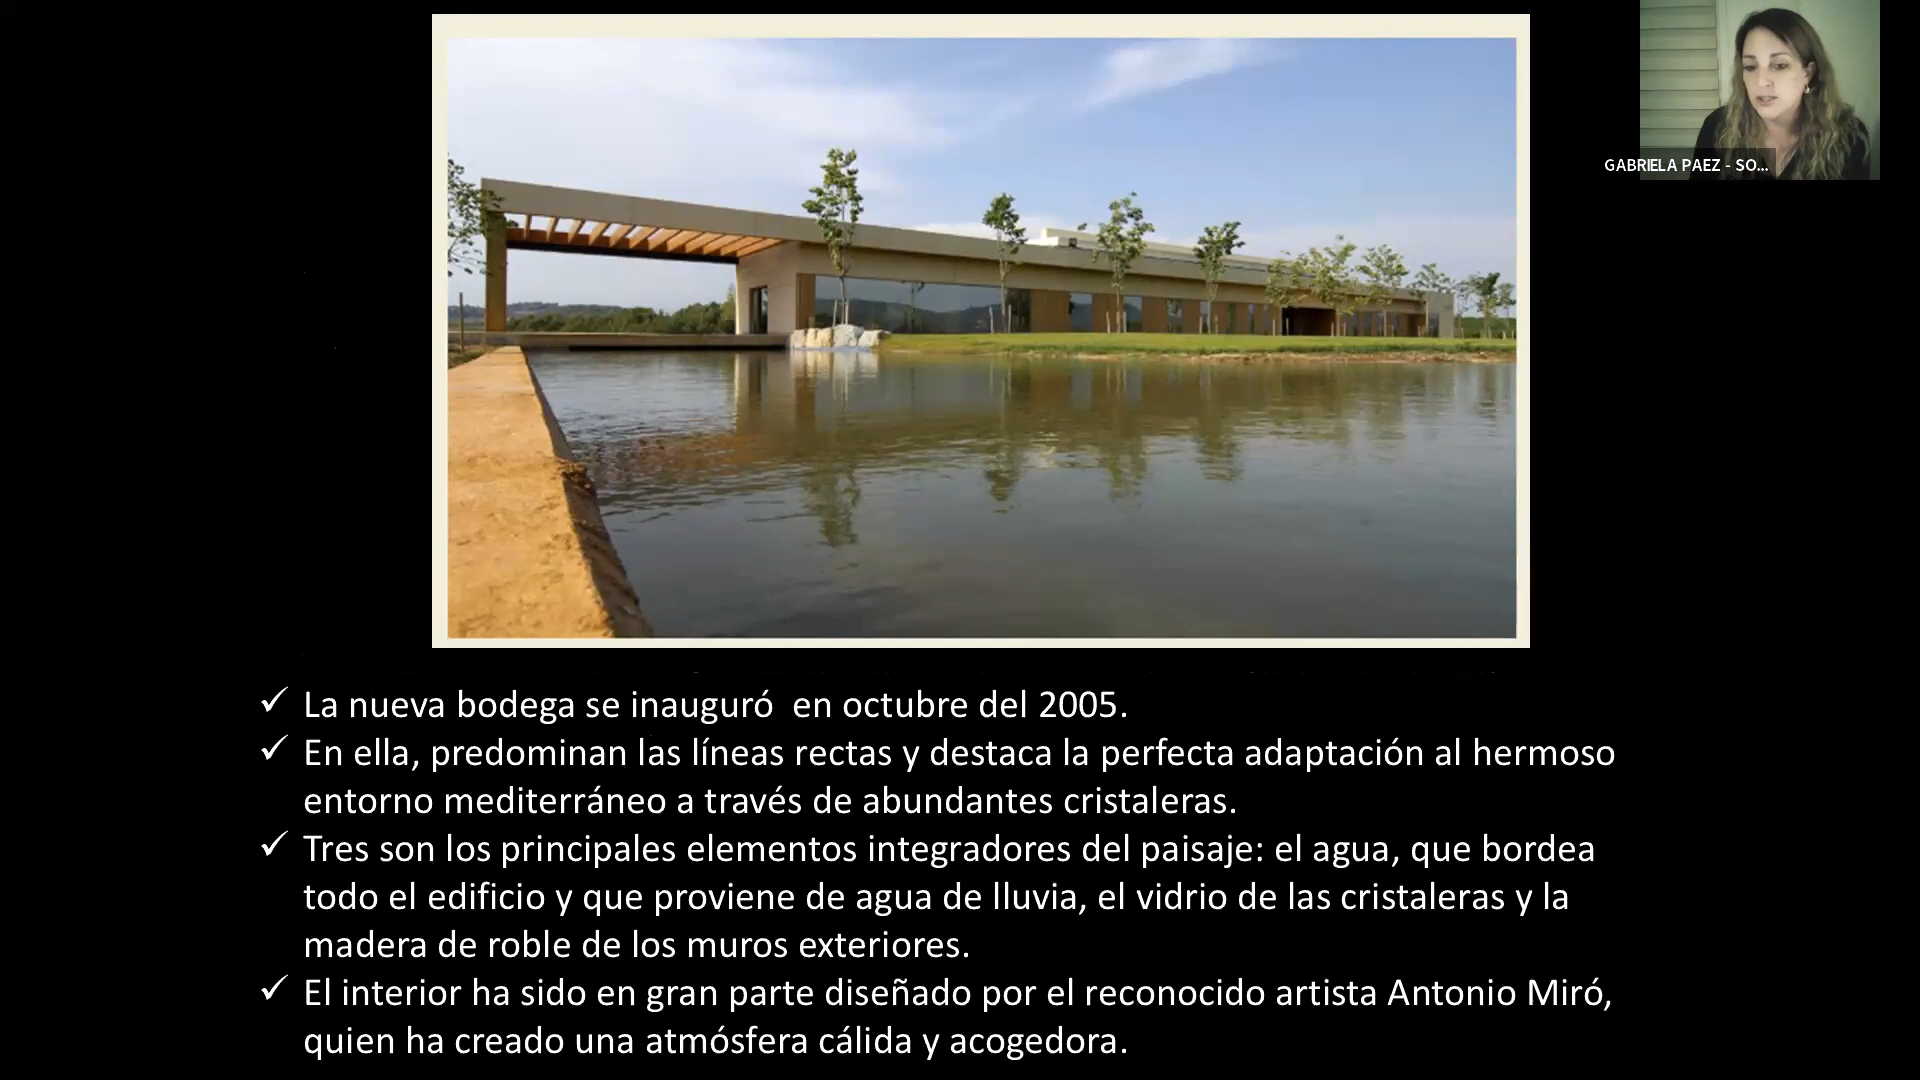 GABRIELA PAEZ - SO...
✓ La nueva bodega se inauguró  en octubre del 2005.
✓ En ella, predominan las líneas rectas y destaca la perfecta adaptación al hermoso
entorno mediterráneo a través de abundantes cristaleras.
✓ Tres son los principales elementos integradores del paisaje: el agua, que bordea
todo el edificio y que proviene de agua de lluvia, el vidrio de las cristaleras y la
madera de roble de los muros exteriores.
✓ El interior ha sido en gran parte diseñado por el reconocido artista Antonio Miró,
quien ha creado una atmósfera cálida y acogedora.